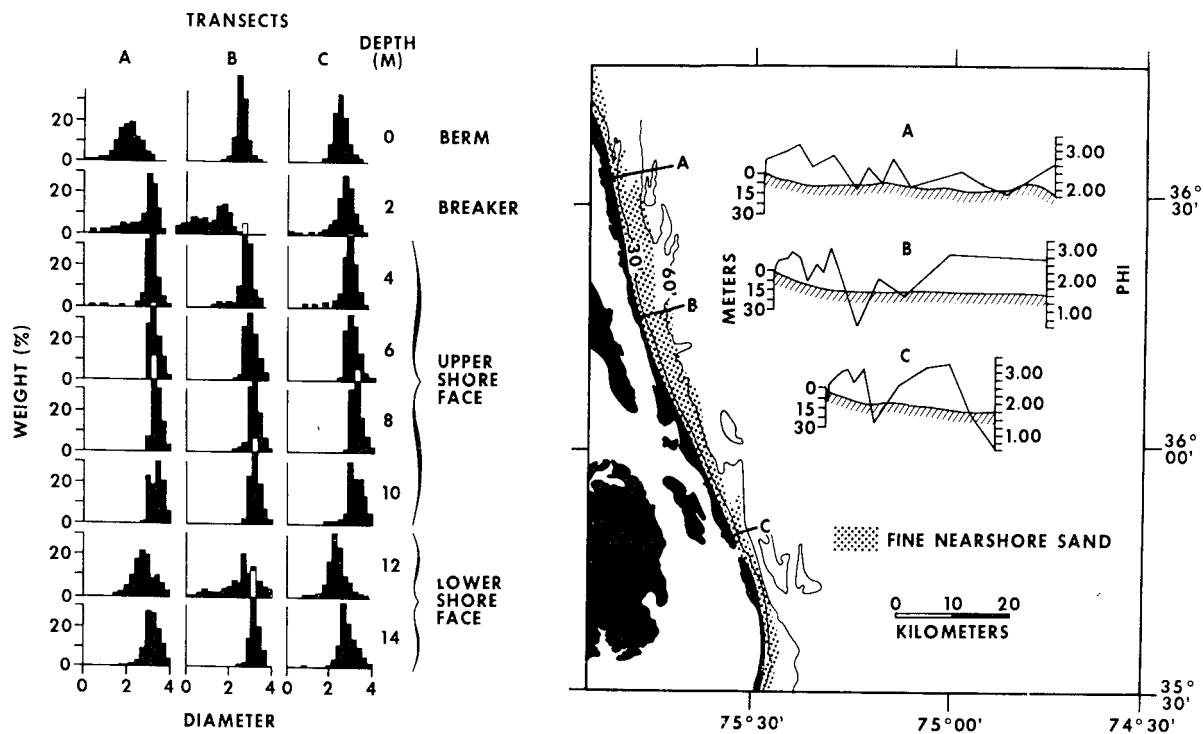 TRANSECTS
A B C DEPTH (M)
20
0
0 BERM
20
0
2 BREAKER
20
0
4
20
0
6
UPPER
SHORE
FACE
20
0
8
20
0
10
20
0
12
LOWER
SHORE
FACE
20
0
14
0 2 4 0 2 4 0 2 4
WEIGHT (%)
DIAMETER
A
B
C
30'
60'
A
0
15
30
3.00
2.00
B
METERS
0
15
30
3.00
2.00
1.00
PHI
C
0
15
30
3.00
2.00
1.00
FINE NEARSHORE SAND
0 10 20
KILOMETERS
36°
30'
36°
00'
35°
30'
75°30' 75°00' 74°30'